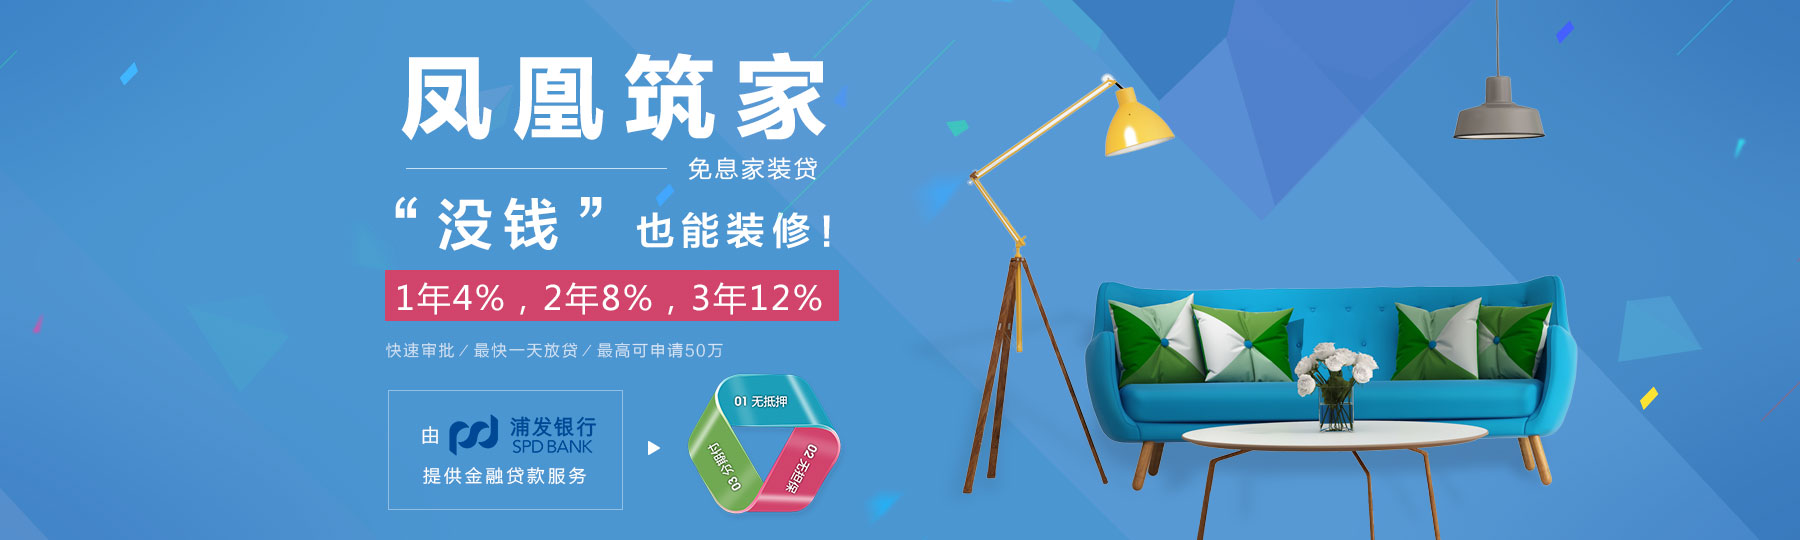 凤凰筑家
免息家装贷
“没钱”也能装修！
1年4%，2年8%，3年12%
快速审批／最快一天放贷／最高可申请50万
由 浦发银行
SPD BANK
提供金融贷款服务
01 无抵押
02 无担保
03 分期付